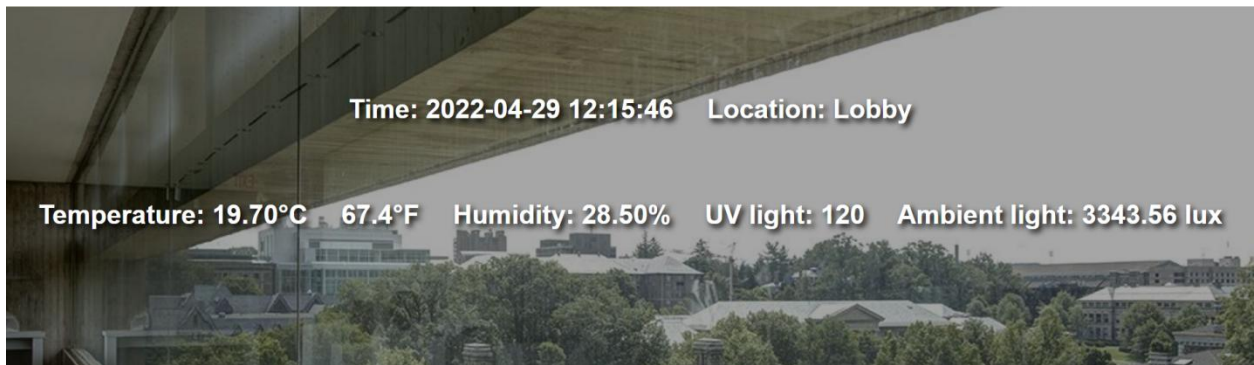 Time: 2022-04-29 12:15:46 Location: Lobby
Temperature: 19.70°C 67.4°F Humidity: 28.50% UV light: 120 Ambient light: 3343.56 lux